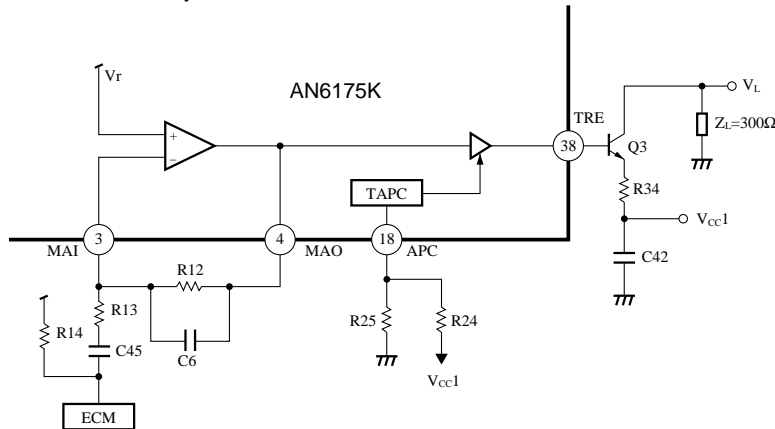 Vr
AN6175K
+
−
TRE
38
Q3
V_L
Z_L=300Ω
R34
V_CC1
C42
TAPC
MAI
3
4
MAO
18
APC
R12
C6
R13
R14
C45
ECM
R25
R24
V_CC1